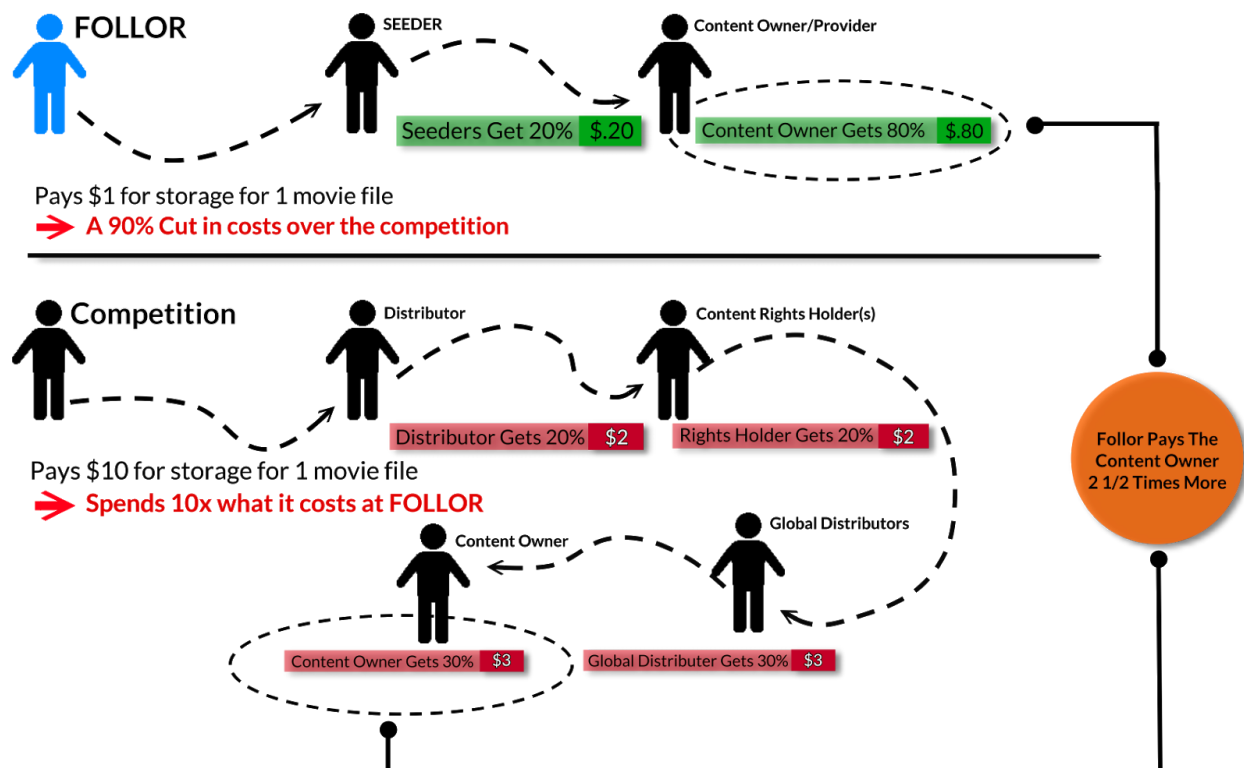 FOLLOR
SEEDER
Content Owner/Provider
Seeders Get 20% $.20
Content Owner Gets 80% $.80
Pays $1 for storage for 1 movie file
A 90% Cut in costs over the competition
Competition
Distributor
Content Rights Holder(s)
Distributor Gets 20% $2
Rights Holder Gets 20% $2
Pays $10 for storage for 1 movie file
Spends 10x what it costs at FOLLOR
Follor Pays The
Content Owner
2 1/2 Times More
Content Owner
Global Distributors
Content Owner Gets 30% $3
Global Distributer Gets 30% $3